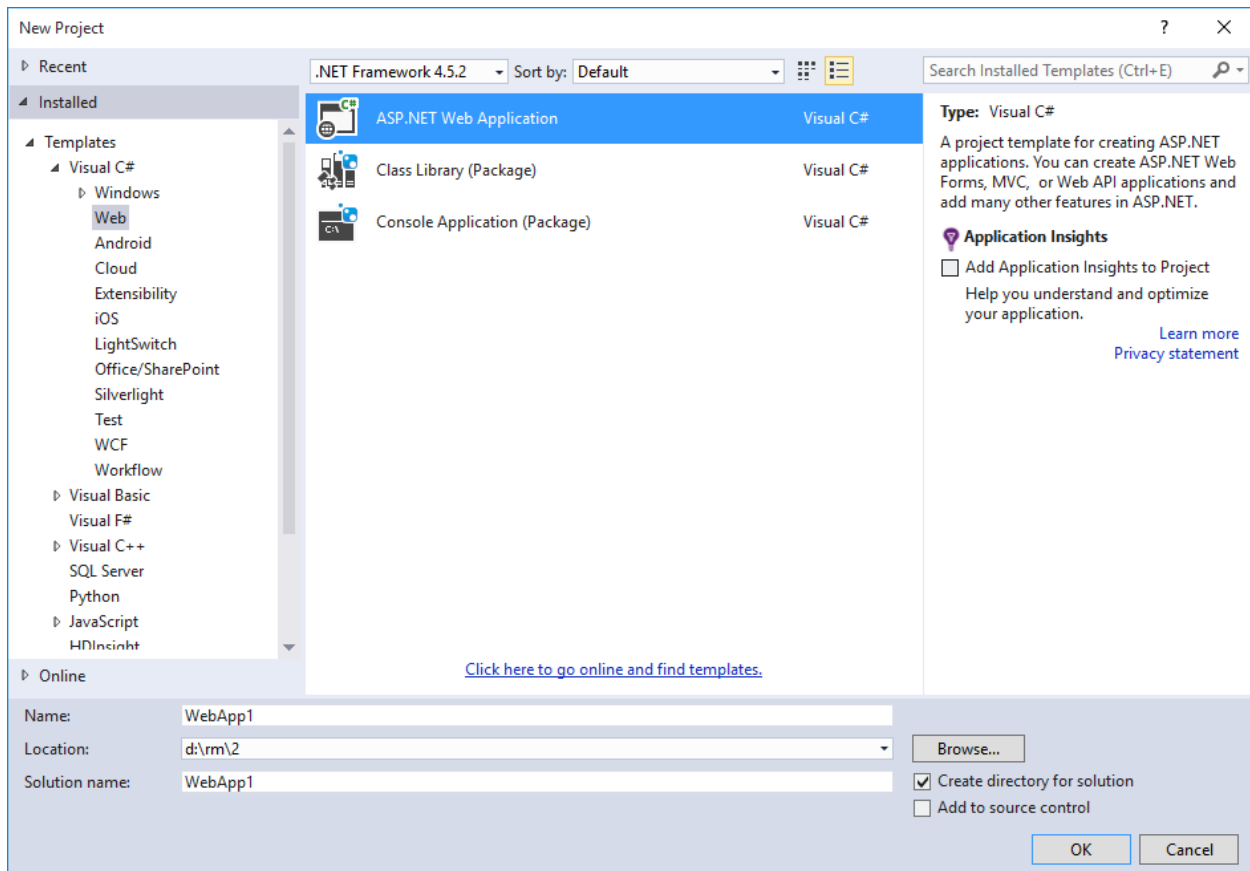 New Project
?
Recent
Installed
Templates
Visual C#
Windows
Web
Android
Cloud
Extensibility
iOS
LightSwitch
Office/SharePoint
Silverlight
Test
WCF
Workflow
Visual Basic
Visual F#
Visual C++
SQL Server
Python
JavaScript
HDInsight
Online
.NET Framework 4.5.2
Sort by: Default
C#
ASP.NET Web Application Visual C#
Class Library (Package) Visual C#
C:\
Console Application (Package) Visual C#
Click here to go online and find templates.
Search Installed Templates (Ctrl+E)
Type: Visual C#
A project template for creating ASP.NET
applications. You can create ASP.NET Web
Forms, MVC, or Web API applications and
add many other features in ASP.NET.
Application Insights
Add Application Insights to Project
Help you understand and optimize
your application.
Learn more
Privacy statement
Name: WebApp1
Location: d:\rm\2
Browse...
Solution name: WebApp1
Create directory for solution
Add to source control
OK
Cancel